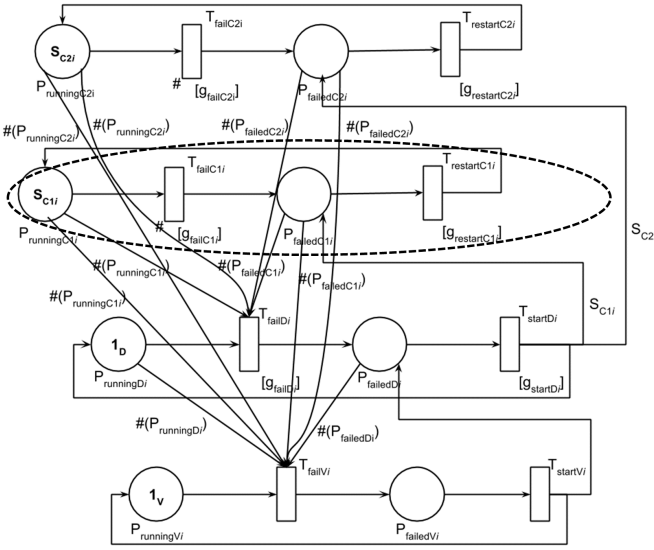 T_failC2i
T_restartC2i
S_C2i
#
[g_failC2i]
[g_restartC2i]
P_runningC2i
P_failedC2i
#(P_runningC2i)
#(P_runningC2i)
#(P_failedC2i)
#(P_failedC2i)
T_failC1i
T_restartC1i
S_C1i
#
[g_failC1i]
[g_restartC1i]
P_runningC1i
P_failedC1i
S_C2
#(P_runningC1i)
#(P_failedC1i)
#(P_failedC1i)
#(P_runningC1i)
S_C1i
T_failDi
T_startDi
1_D
P_runningDi
[g_failDi]
P_failedDi
[g_startDi]
#(P_runningDi)
#(P_failedDi)
T_failVi
T_startVi
1_V
P_runningVi
P_failedVi